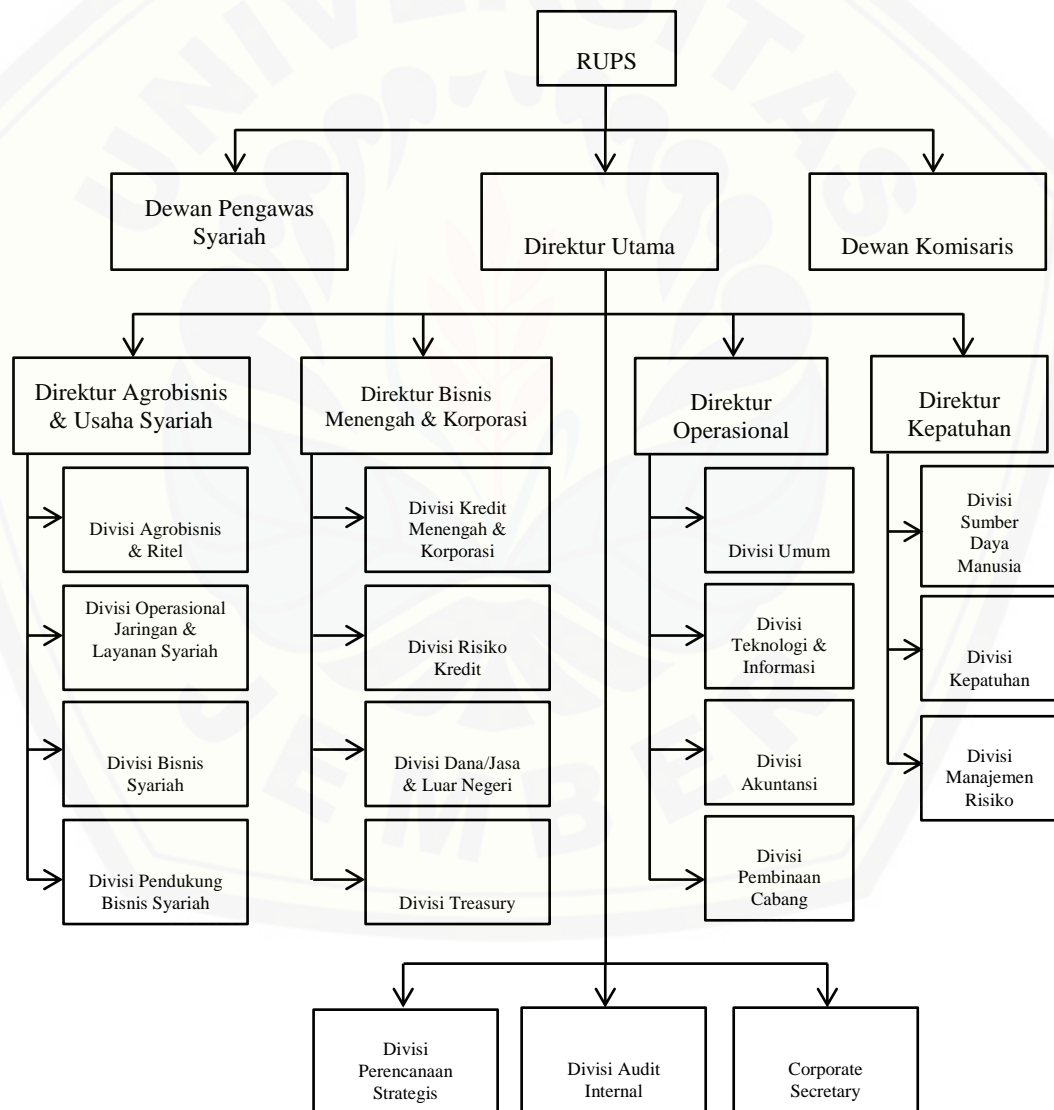 UNIVERSITAS
JEMBER
RUPS
Dewan Pengawas
Syariah
Direktur Utama
Dewan Komisaris
Direktur Agrobisnis
& Usaha Syariah
Direktur Bisnis
Menengah & Korporasi
Direktur
Operasional
Direktur
Kepatuhan
Divisi Agrobisnis
& Ritel
Divisi Operasional
Jaringan &
Layanan Syariah
Divisi Bisnis
Syariah
Divisi Pendukung
Bisnis Syariah
Divisi Kredit
Menengah &
Korporasi
Divisi Risiko
Kredit
Divisi Dana/Jasa
& Luar Negeri
Divisi Treasury
Divisi Umum
Divisi
Teknologi &
Informasi
Divisi
Akuntansi
Divisi
Pembinaan
Cabang
Divisi
Sumber
Daya
Manusia
Divisi
Kepatuhan
Divisi
Manajemen
Risiko
Divisi
Perencanaan
Strategis
Divisi Audit
Internal
Corporate
Secretary